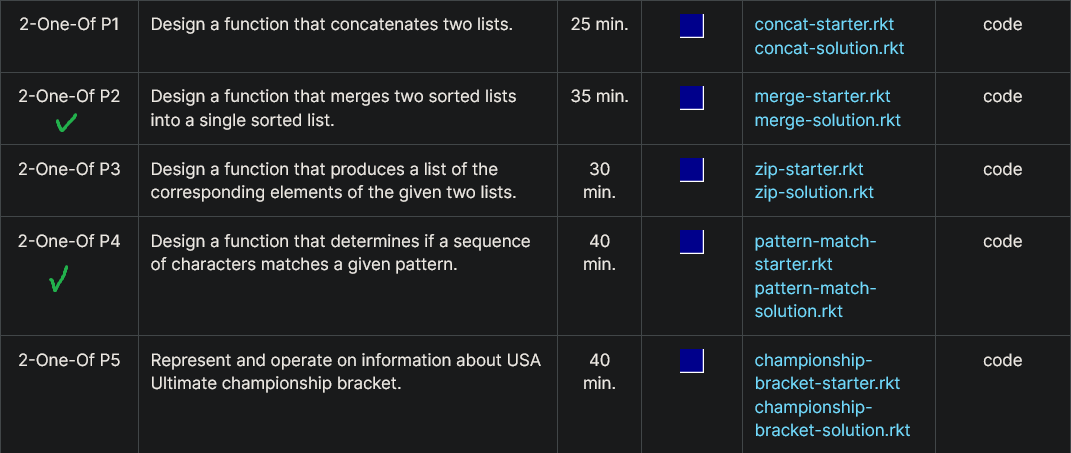 2-One-Of P1 Design a function that concatenates two lists. 25 min. concat-starter.rkt code
concat-solution.rkt
2-One-Of P2 Design a function that merges two sorted lists 35 min. merge-starter.rkt code
into a single sorted list. merge-solution.rkt
2-One-Of P3 Design a function that produces a list of the 30 zip-starter.rkt code
corresponding elements of the given two lists. min. zip-solution.rkt
2-One-Of P4 Design a function that determines if a sequence 40 pattern-match- code
of characters matches a given pattern. min. starter.rkt
pattern-match-
solution.rkt
2-One-Of P5 Represent and operate on information about USA 40 championship- code
Ultimate championship bracket. min. bracket-starter.rkt
championship-
bracket-solution.rkt